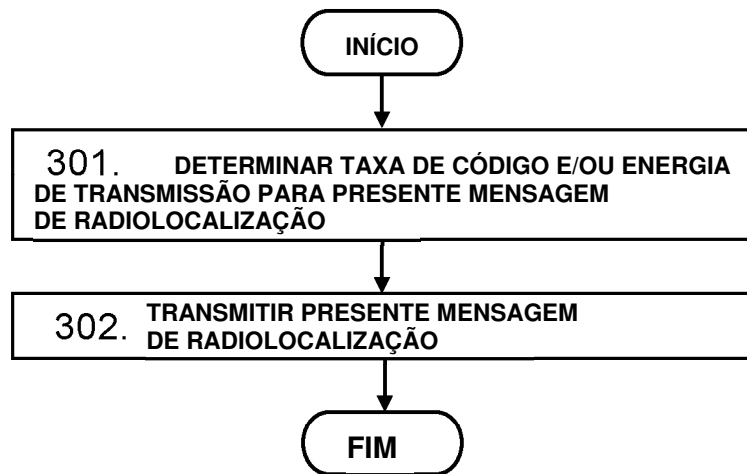 INÍCIO
301. DETERMINAR TAXA DE CÓDIGO E/OU ENERGIA
DE TRANSMISSÃO PARA PRESENTE MENSAGEM
DE RADIOLOCALIZAÇÃO
302. TRANSMITIR PRESENTE MENSAGEM
DE RADIOLOCALIZAÇÃO
FIM